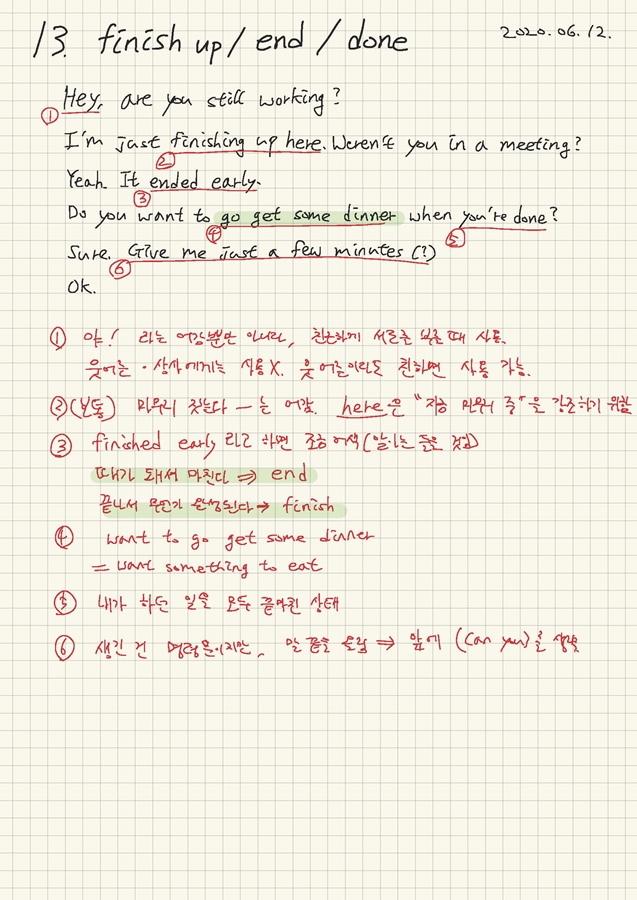 13. finish up / end / done
2020.06.12.
Hey, are you still working?
①
I'm just finishing up here. Weren't you in a meeting?
②
Yeah. It ended early.
③
Do you want to go get some dinner when you're done?
④ ⑤
Sure. Give me just a few minutes (?)
⑥
Ok.
① 야! 라는 어감뿐만 아니라, 친근하게 서로를 부를 때 사용.
웃어른·상사에게는 사용 X. 웃어른이라도 친하면 사용 가능.
② (보통) 마무리 짓는다 - 는 어감. here은 "지금 마무리 중"을 강조하기 위함
③ finished early 라고 하면 조금 어색 (알아는 들을 것임)
때가 돼서 마친다 ⇒ end
끝나서 무언가 완성된다 → finish
④ want to go get some dinner
= want something to eat
⑤ 내가 하던 일을 모두 끝마친 상태
⑥ 생긴 건 명령문이지만, 말 끝을 올림 ⇒ 앞에 (Can you)를 생략